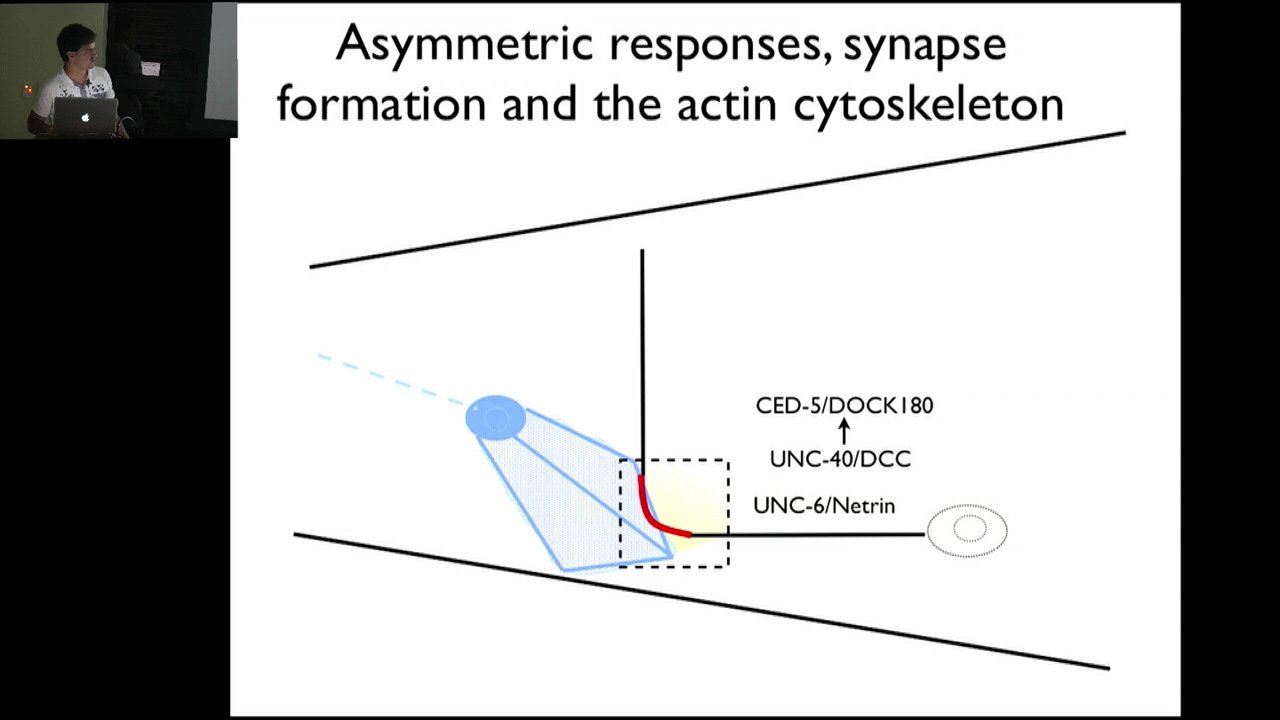 Asymmetric responses, synapse
formation and the actin cytoskeleton
CED-5/DOCK180
UNC-40/DCC
UNC-6/Netrin